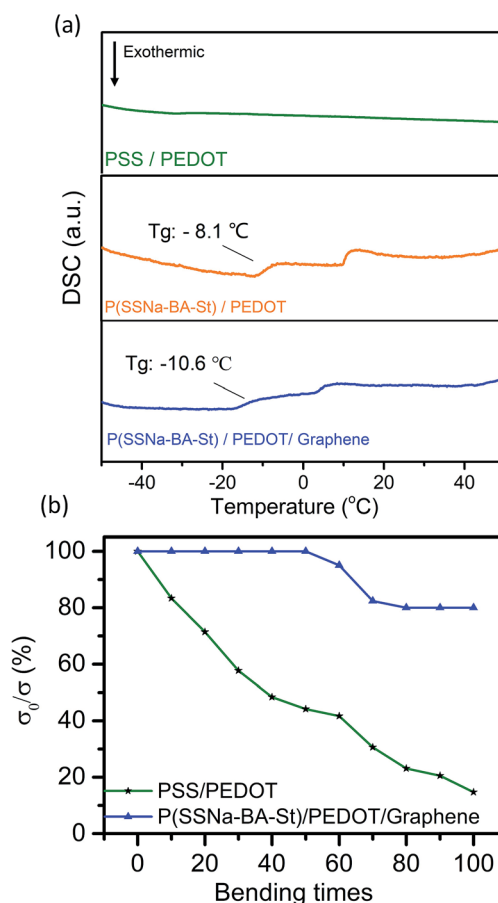 (a)
Exothermic
PSS / PEDOT
Tg: - 8.1 ℃
P(SSNa-BA-St) / PEDOT
Tg: -10.6 ℃
P(SSNa-BA-St) / PEDOT/ Graphene
DSC (a.u.)
-40 -20 0 20 40
Temperature (°C)
(b)
100
80
60
40
20
0
σ₀/σ (%)
PSS/PEDOT
P(SSNa-BA-St)/PEDOT/Graphene
0 20 40 60 80 100
Bending times